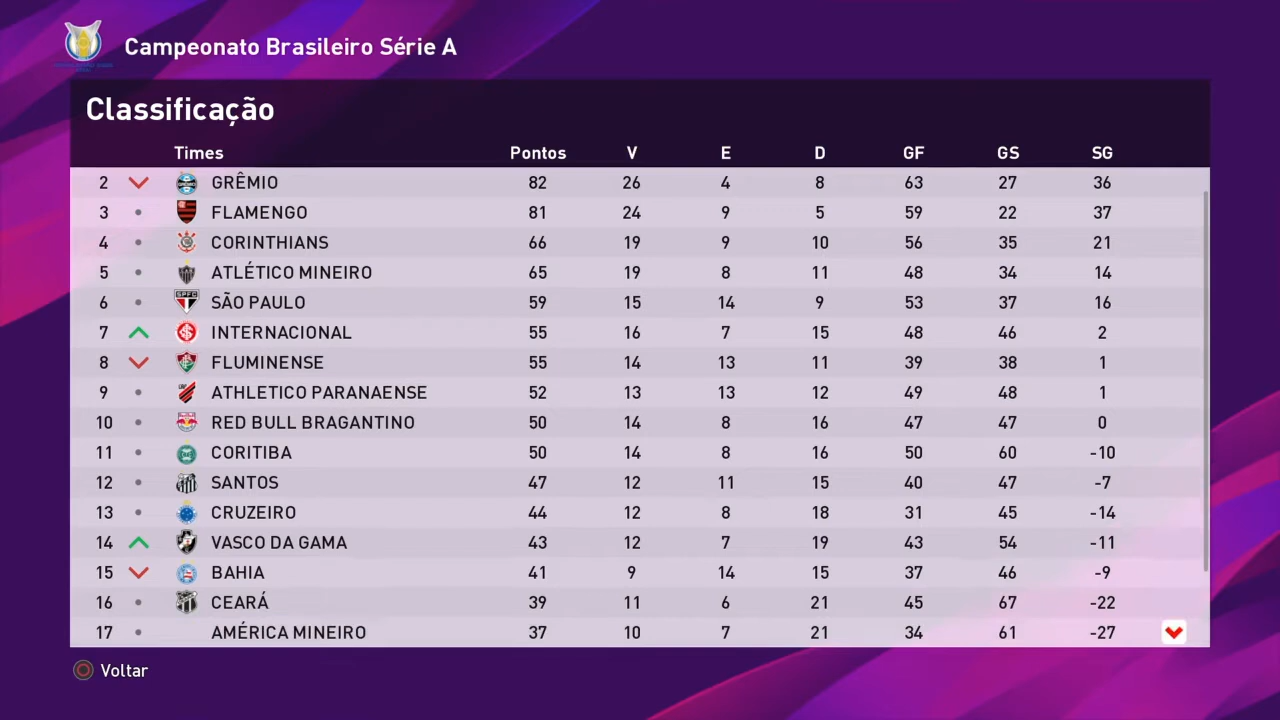 Campeonato Brasileiro Série A
Classificação
Times Pontos V E D GF GS SG
2 GRÊMIO 82 26 4 8 63 27 36
3 FLAMENGO 81 24 9 5 59 22 37
4 CORINTHIANS 66 19 9 10 56 35 21
5 ATLÉTICO MINEIRO 65 19 8 11 48 34 14
6 SÃO PAULO 59 15 14 9 53 37 16
7 INTERNACIONAL 55 16 7 15 48 46 2
8 FLUMINENSE 55 14 13 11 39 38 1
9 ATHLETICO PARANAENSE 52 13 13 12 49 48 1
10 RED BULL BRAGANTINO 50 14 8 16 47 47 0
11 CORITIBA 50 14 8 16 50 60 -10
12 SANTOS 47 12 11 15 40 47 -7
13 CRUZEIRO 44 12 8 18 31 45 -14
14 VASCO DA GAMA 43 12 7 19 43 54 -11
15 BAHIA 41 9 14 15 37 46 -9
16 CEARÁ 39 11 6 21 45 67 -22
17 AMÉRICA MINEIRO 37 10 7 21 34 61 -27
Voltar